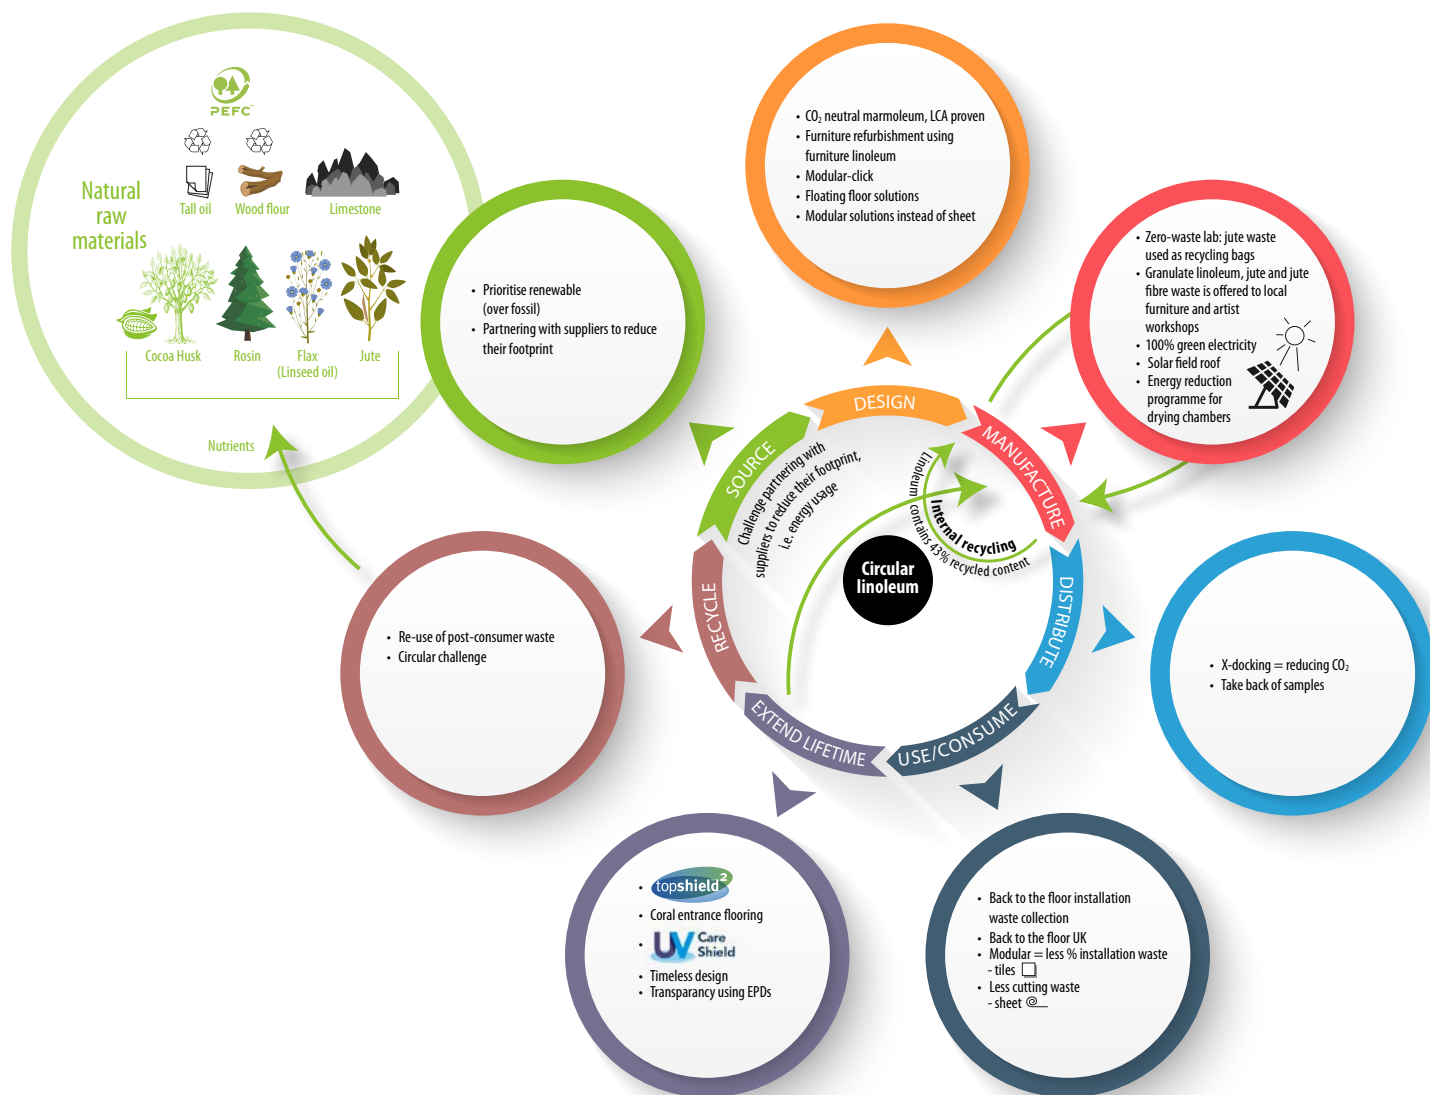 PEFC™
Natural
raw
materials
Tall oil
Wood flour
Limestone
Cocoa Husk
Rosin
Flax
(Linseed oil)
Jute
Nutrients
• Prioritise renewable
(over fossil)
• Partnering with suppliers to reduce
their footprint
• CO₂ neutral marmoleum, LCA proven
• Furniture refurbishment using
furniture linoleum
• Modular-click
• Floating floor solutions
• Modular solutions instead of sheet
• Zero-waste lab: jute waste
used as recycling bags
• Granulate linoleum, jute and jute
fibre waste is offered to local
furniture and artist
workshops
• 100% green electricity
• Solar field roof
• Energy reduction
programme for
drying chambers
DESIGN
MANUFACTURE
DISTRIBUTE
USE/CONSUME
EXTEND LIFETIME
RECYCLE
SOURCE
Challenge partnering with
suppliers to reduce their footprint,
i.e. energy usage
Internal recycling
Linoleum contains 43% recycled content
Circular
linoleum
• Re-use of post-consumer waste
• Circular challenge
• X-docking = reducing CO₂
• Take back of samples
• topshield²
• Coral entrance flooring
• UV Care
Shield
• Timeless design
• Transparancy using EPDs
• Back to the floor installation
waste collection
• Back to the floor UK
• Modular = less % installation waste
- tiles
• Less cutting waste
- sheet